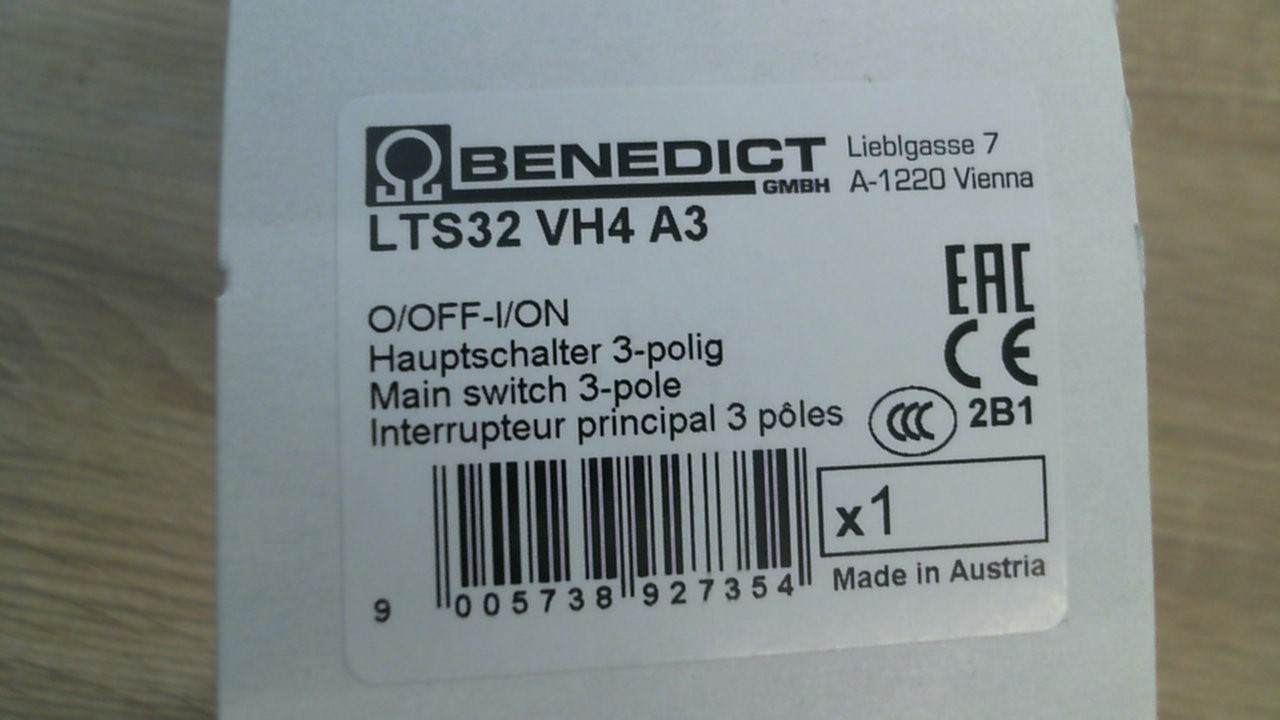 BENEDICT
GMBH
Lieblgasse 7
A-1220 Vienna
LTS32 VH4 A3
O/OFF-I/ON
Hauptschalter 3-polig
Main switch 3-pole
Interrupteur principal 3 pôles
EAC
CE
CCC
2B1
x1
Made in Austria
9 005738 927354